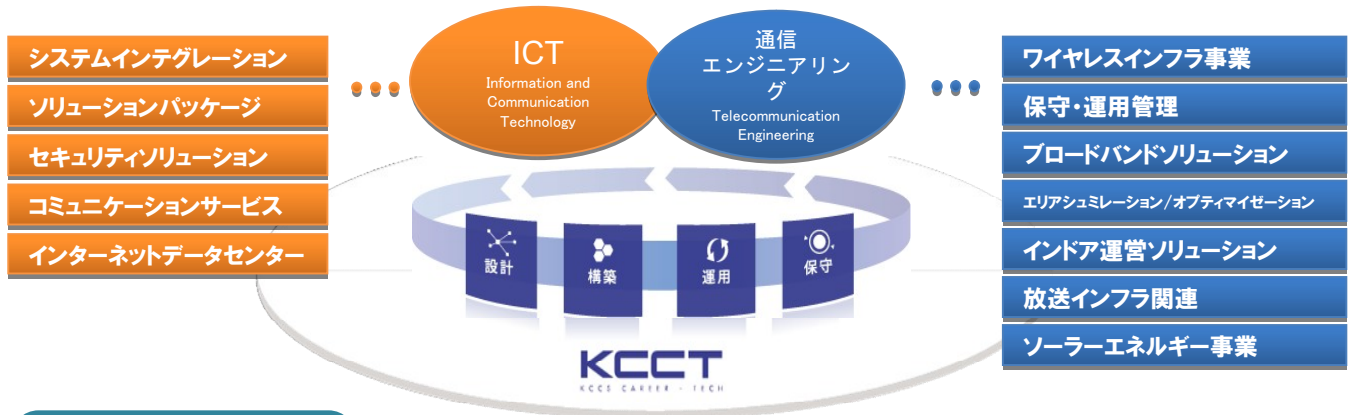 システムインテグレーション
ソリューションパッケージ
セキュリティソリューション
コミュニケーションサービス
インターネットデータセンター
ICT
Information and
Communication
Technology
通信
エンジニアリン
グ
Telecommunication
Engineering
ワイヤレスインフラ事業
保守・運用管理
ブロードバンドソリューション
エリアシュミレーション/オプティマイゼーション
インドア運営ソリューション
放送インフラ関連
ソーラーエネルギー事業
設計
構築
運用
保守
KCCT
KCCS CAREER - TECH